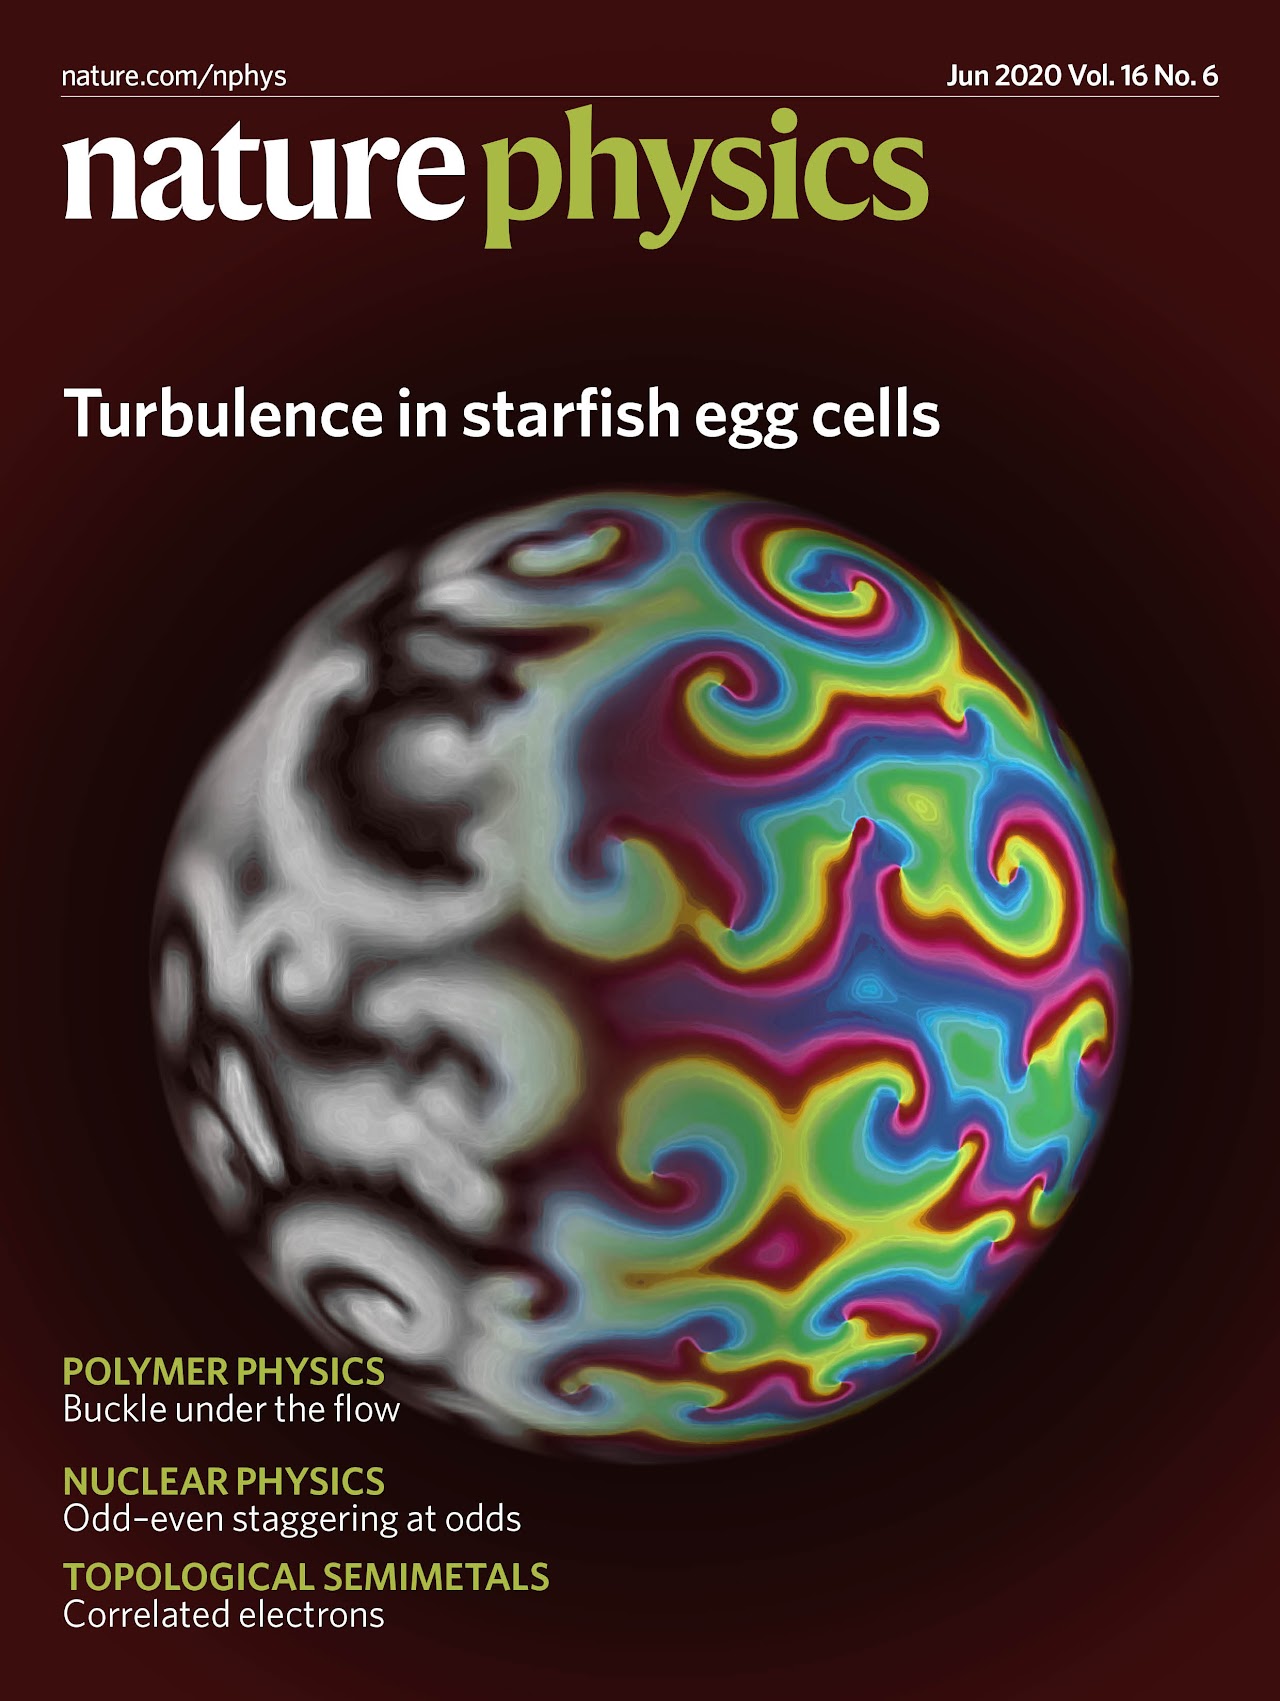 nature.com/nphys
Jun 2020 Vol. 16 No. 6
nature physics
Turbulence in starfish egg cells
POLYMER PHYSICS
Buckle under the flow
NUCLEAR PHYSICS
Odd–even staggering at odds
TOPOLOGICAL SEMIMETALS
Correlated electrons